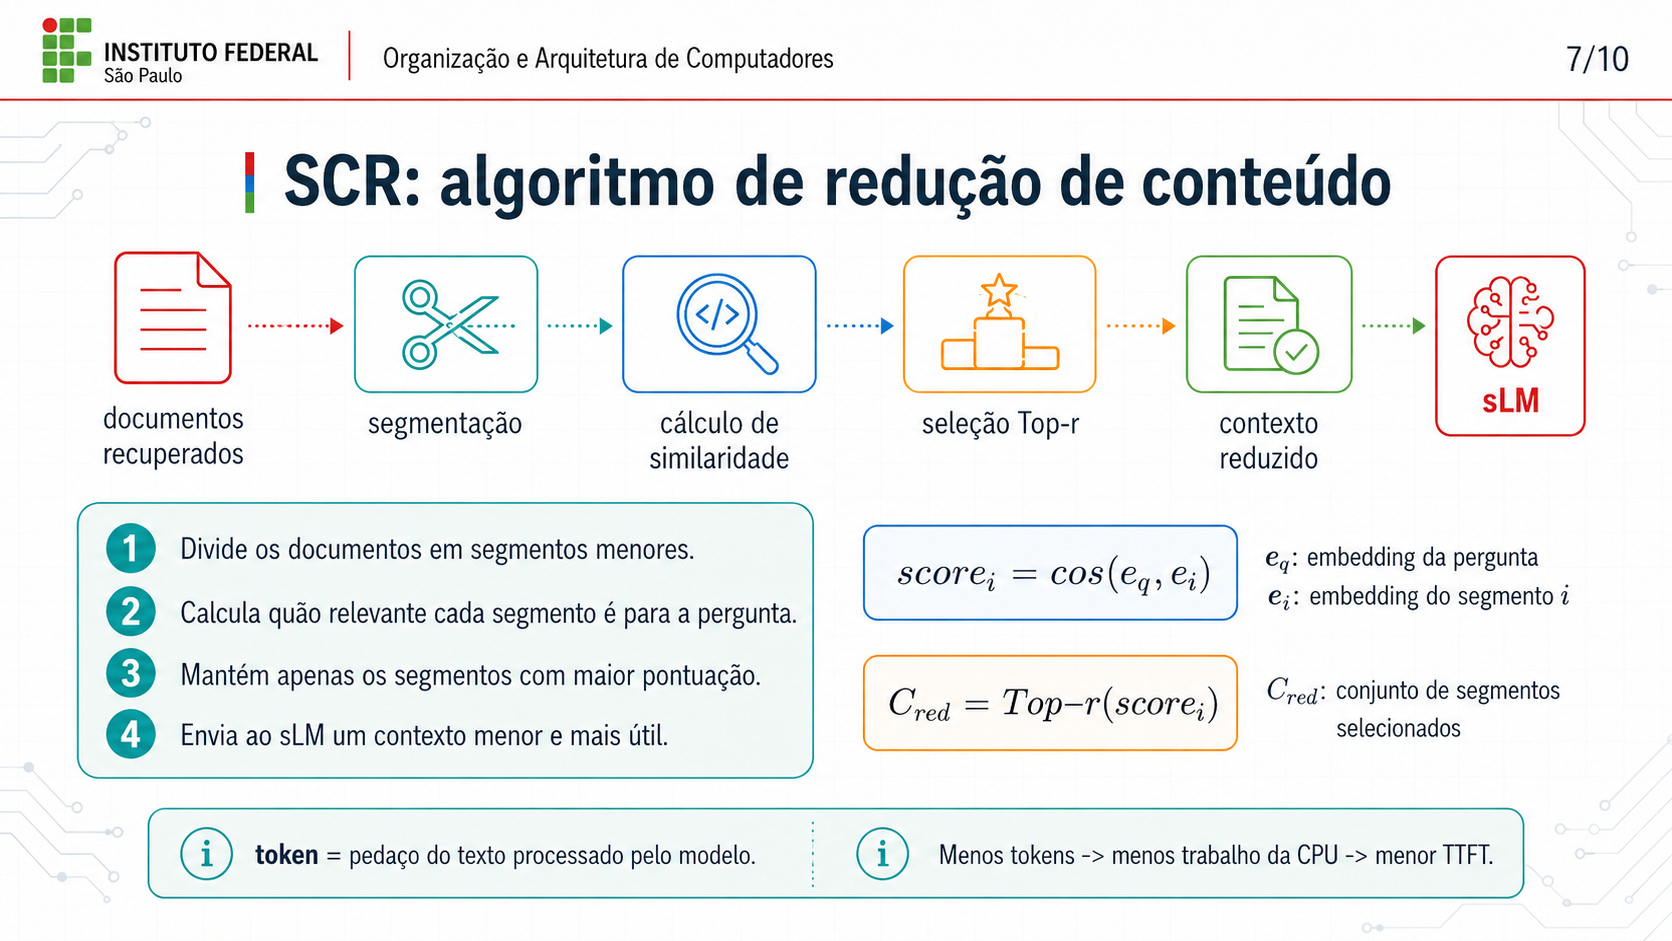 INSTITUTO FEDERAL
São Paulo
Organização e Arquitetura de Computadores
7/10
SCR: algoritmo de redução de conteúdo
documentos
recuperados
segmentação
</>
cálculo de
similaridade
seleção Top-r
contexto
reduzido
sLM
1 Divide os documentos em segmentos menores.
2 Calcula quão relevante cada segmento é para a pergunta.
3 Mantém apenas os segmentos com maior pontuação.
4 Envia ao sLM um contexto menor e mais útil.
score_i = cos(e_q, e_i)
e_q: embedding da pergunta
e_i: embedding do segmento i
C_red = Top−r(score_i)
C_red: conjunto de segmentos
selecionados
i token = pedaço do texto processado pelo modelo.
i Menos tokens -> menos trabalho da CPU -> menor TTFT.